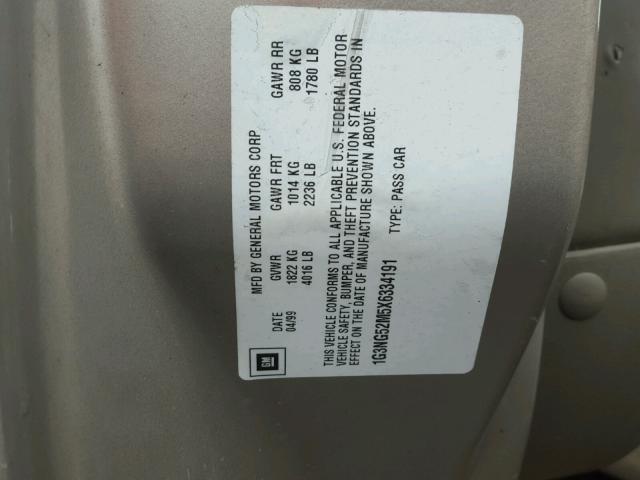 GM
MFD BY GENERAL MOTORS CORP
DATE GVWR GAWR FRT GAWR RR
04/99 1822 KG 1014 KG 808 KG
4016 LB 2236 LB 1780 LB
THIS VEHICLE CONFORMS TO ALL APPLICABLE U.S. FEDERAL MOTOR
VEHICLE SAFETY, BUMPER, AND THEFT PREVENTION STANDARDS IN
EFFECT ON THE DATE OF MANUFACTURE SHOWN ABOVE.
1G3NG52M5X6334191 TYPE: PASS CAR